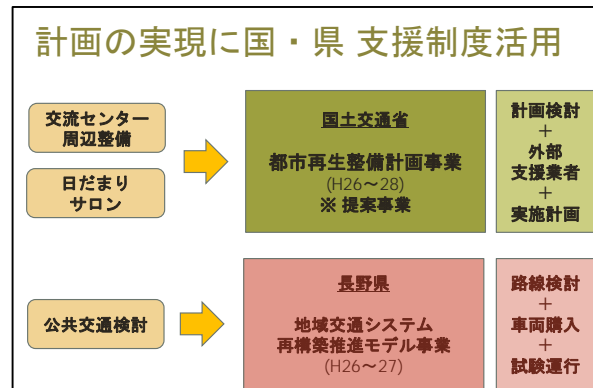 計画の実現に国・県 支援制度活用
交流センター
周辺整備
日だまり
サロン
国土交通省
都市再生整備計画事業
(H26～28)
※ 提案事業
計画検討
+
外部
支援業者
+
実施計画
公共交通検討
長野県
地域交通システム
再構築推進モデル事業
(H26～27)
路線検討
+
車両購入
+
試験運行